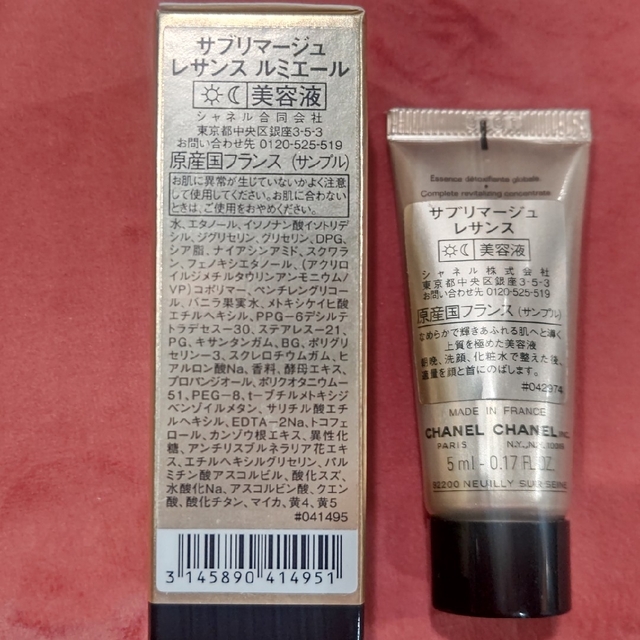 サブリマージュ
レサンス ルミエール
美容液
シャネル合同会社
東京都中央区銀座3-5-3
お問い合わせ先 0120-525-519
原産国フランス (サンプル)
お肌に異常が生じていないかよく注意
して使用してください。お肌に合わない
ときは、ご使用をおやめください。
水、エタノール、イソノナン酸イソトリデ
シル、ジグリセリン、グリセリン、DPG、
シア脂、ナイアシンアミド、スクワラ
ン、フェノキシエタノール、(アクリロ
イルジメチルタウリンアンモニウム/
VP)コポリマー、ペンチレングリコー
ル、バニラ果実水、メトキシケイヒ酸
エチルヘキシル、PPG-6デシルテ
トラデセス-30、ステアレス-21、
PG、キサンタンガム、BG、ポリグリ
セリン-3、スクレロチウムガム、ヒア
ルロン酸Na、香料、酵母エキス、
プロパンジオール、ポリクオタニウム-
51、PEG-8、t-ブチルメトキシジ
ベンゾイルメタン、サリチル酸エチ
ルヘキシル、EDTA-2Na、トコフェ
ロール、カンゾウ根エキス、異性化
糖、アンチリスブルネラリア花エキ
ス、エチルヘキシルグリセリン、パル
ミチン酸アスコルビル、酸化スズ、
水酸化Na、アスコルビン酸、クエン
酸、酸化チタン、マイカ、黄4、黄5
#041495
3 145890 414951
Essence détoxifiante globale
Complete revitalizing concentrate
サブリマージュ
レサンス
美容液
シャネル株式会社
東京都中央区銀座3-5-3
お問い合わせ先 0120-525-519
原産国フランス (サンプル)
なめらかで輝きあふれる肌へと導く
上質を極めた美容液
朝晩、洗顔、化粧水で整えた後、
適量を顔と首にのばします。
#042974
MADE IN FRANCE
CHANEL CHANEL INC.
PARIS N.Y., N.Y. 10019
5 ml - 0.17 FL. OZ.
92200 NEUILLY SUR SEINE